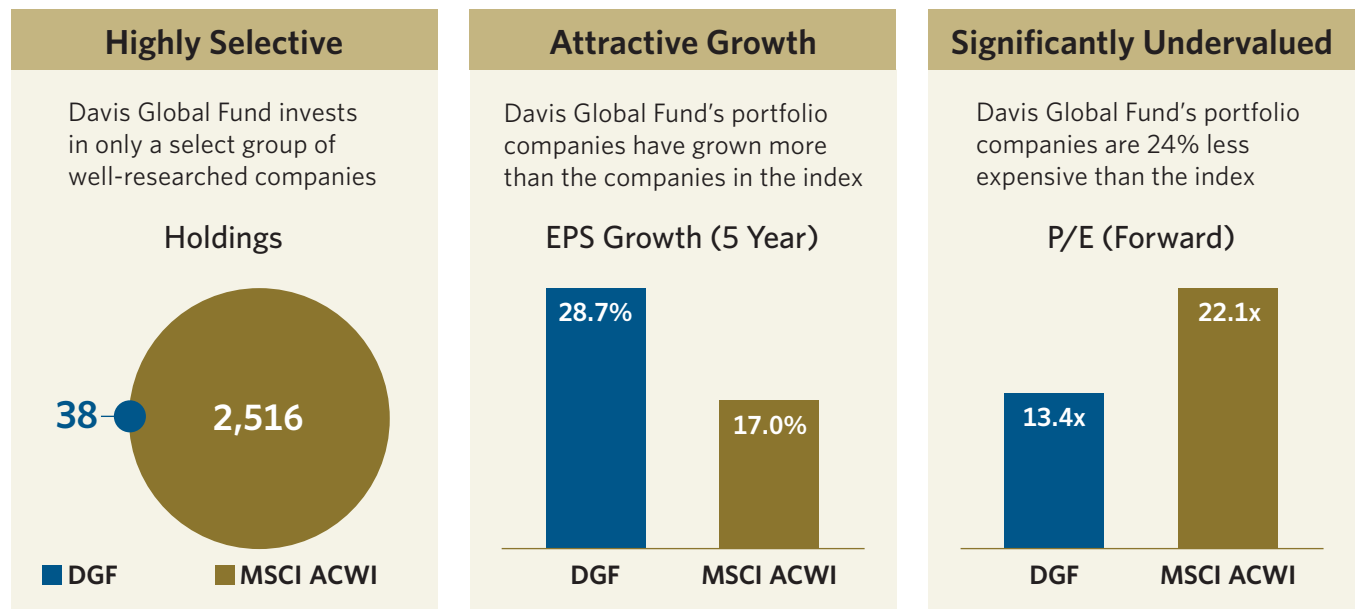 Highly Selective
Davis Global Fund invests
in only a select group of
well-researched companies
Holdings
38
2,516
DGF
MSCI ACWI
Attractive Growth
Davis Global Fund’s portfolio
companies have grown more
than the companies in the index
EPS Growth (5 Year)
28.7%
17.0%
DGF
MSCI ACWI
Significantly Undervalued
Davis Global Fund’s portfolio
companies are 24% less
expensive than the index
P/E (Forward)
13.4x
22.1x
DGF
MSCI ACWI